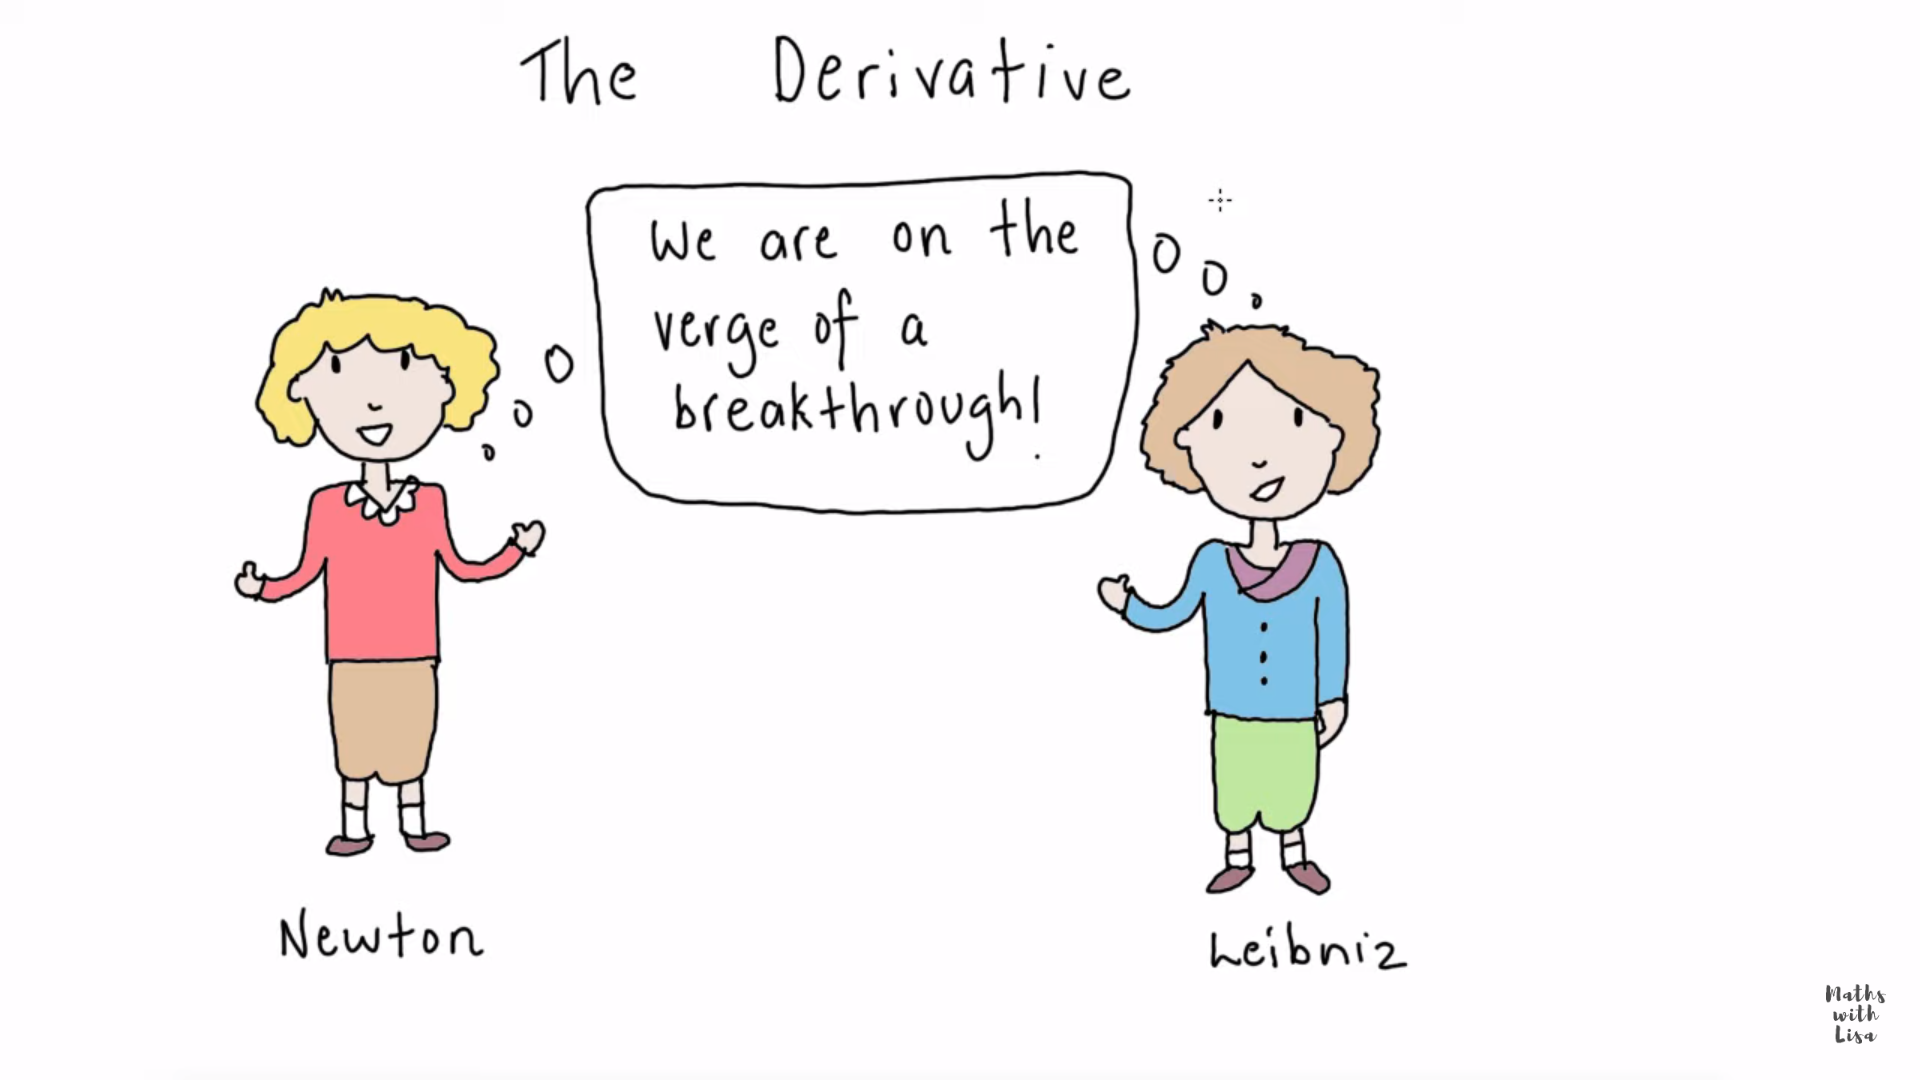 The Derivative
We are on the
verge of a
breakthrough!
Newton
Leibniz
Maths
with
Lisa